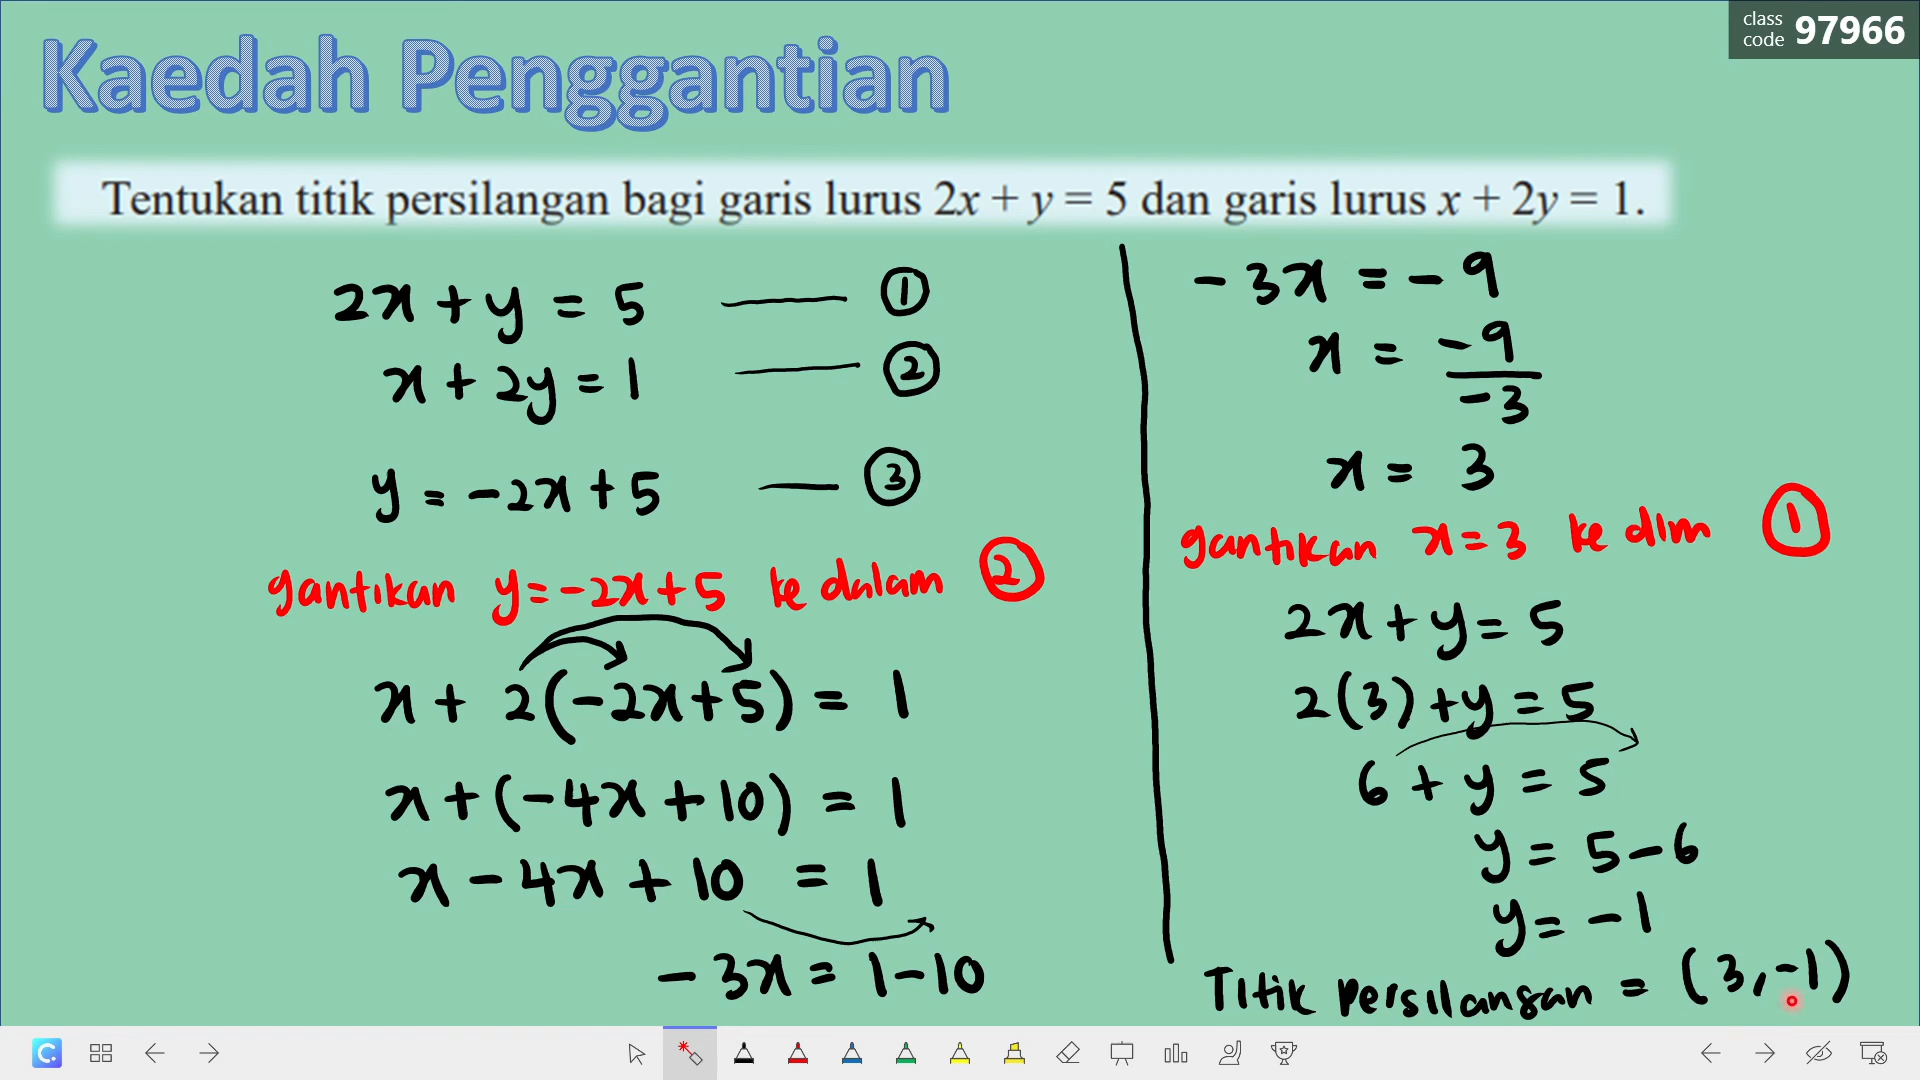 class code 97966
Kaedah Penggantian
Tentukan titik persilangan bagi garis lurus 2x + y = 5 dan garis lurus x + 2y = 1.
2x + y = 5 —— ①
x + 2y = 1 —— ②
y = -2x + 5 — ③
gantikan y = -2x + 5 ke dalam ②
x + 2(-2x + 5) = 1
x + (-4x + 10) = 1
x - 4x + 10 = 1
-3x = 1 - 10
-3x = -9
x = -9/-3
x = 3
gantikan x = 3 ke dlm ①
2x + y = 5
2(3) + y = 5
6 + y = 5
y = 5 - 6
y = -1
Titik Persilangan = (3, -1)